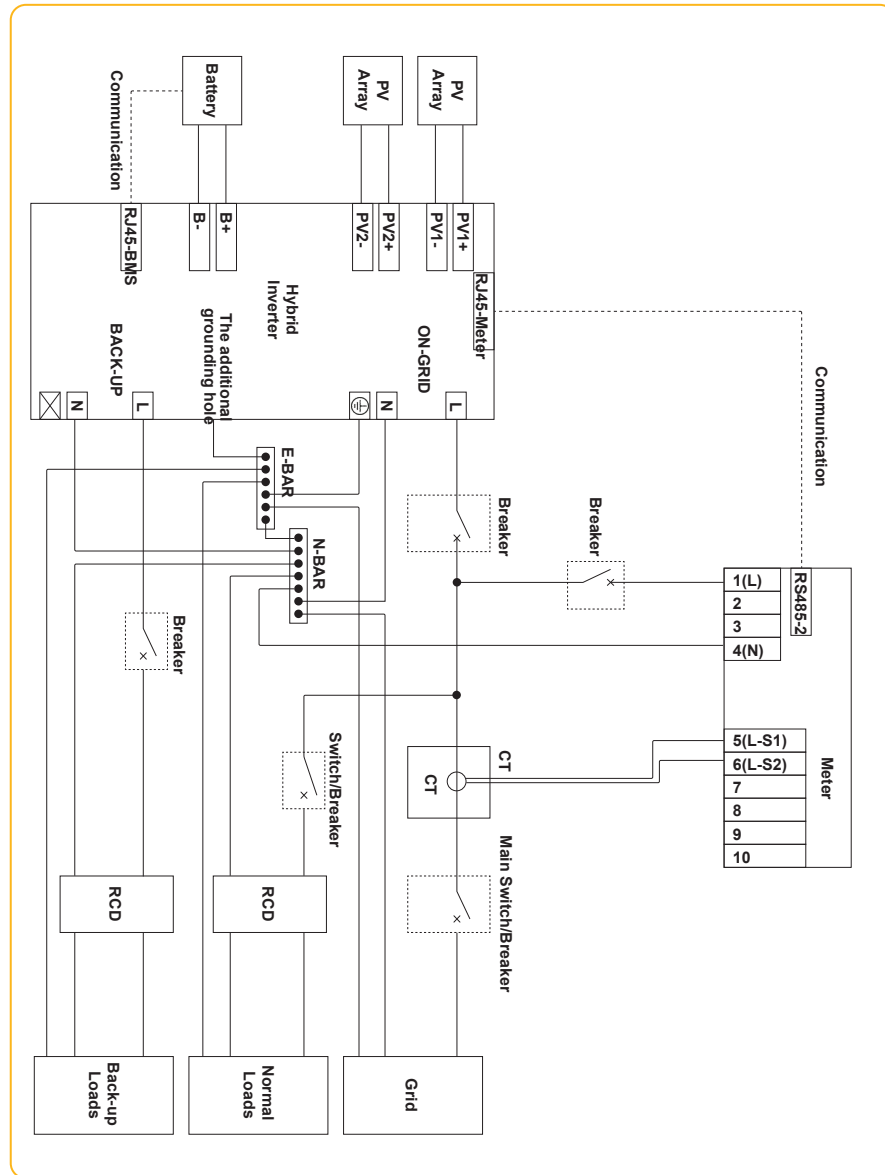 PV
Array
PV
Array
Battery
Communication
PV1+
PV1-
PV2+
PV2-
B+
B-
RJ45-BMS
RJ45-Meter
Communication
Hybrid
Inverter
ON-GRID
The additional
grounding hole
BACK-UP
L
N
L
N
E-BAR
N-BAR
Breaker
Breaker
Breaker
RS485-2
1(L)
2
3
4(N)
5(L-S1)
6(L-S2)
7
8
9
10
Meter
Switch/Breaker
CT
CT
Main Switch/Breaker
RCD
RCD
Grid
Normal
Loads
Back-up
Loads